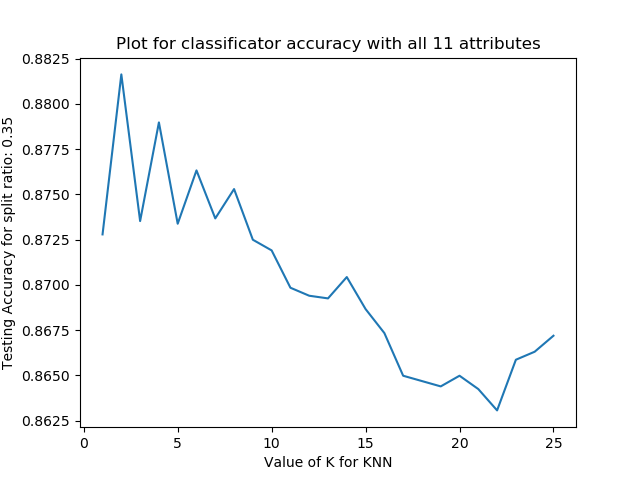 Plot for classificator accuracy with all 11 attributes
0.8825
0.8800
0.8775
0.8750
0.8725
0.8700
0.8675
0.8650
0.8625
Testing Accuracy for split ratio: 0.35
0 5 10 15 20 25
Value of K for KNN